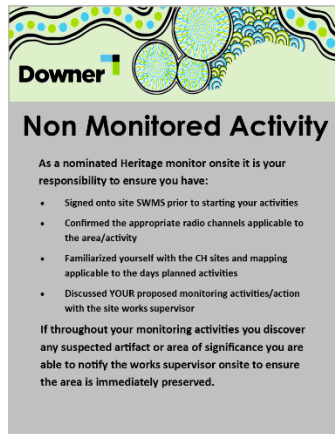 Downer
Non Monitored Activity
As a nominated Heritage monitor onsite it is your
responsibility to ensure you have:
• Signed onto site SWMS prior to starting your activities
• Confirmed the appropriate radio channels applicable to
the area/activity
• Familiarized yourself with the CH sites and mapping
applicable to the days planned activities
• Discussed YOUR proposed monitoring activities/action
with the site works supervisor
If throughout your monitoring activities you discover
any suspected artifact or area of significance you are
able to notify the works supervisor onsite to ensure
the area is immediately preserved.